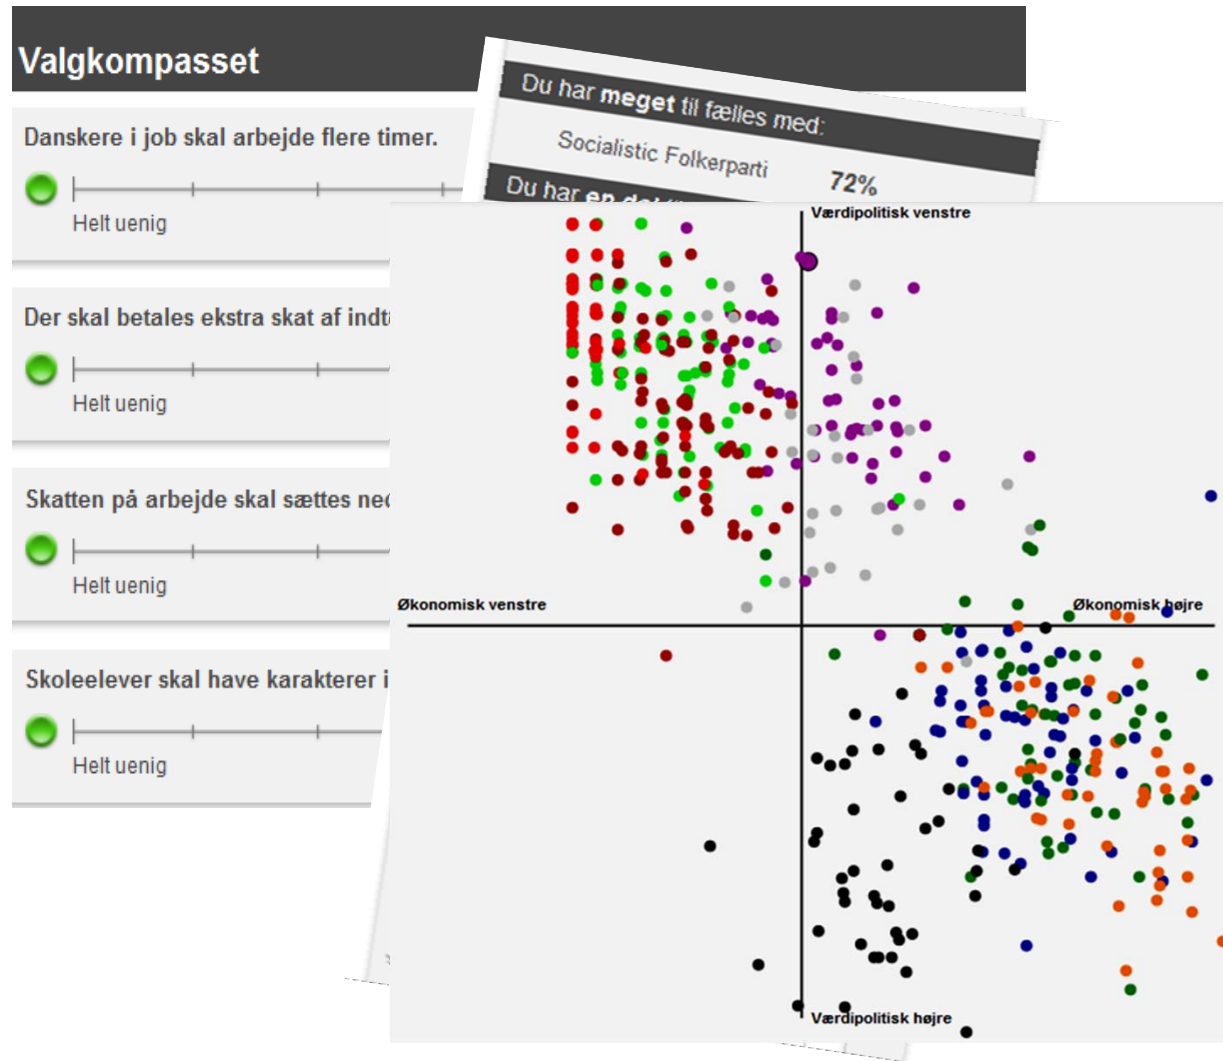 Valgkompasset
Danskere i job skal arbejde flere timer.
Helt uenig
Der skal betales ekstra skat af
Helt uenig
Skatten på arbejde skal sættes
Helt uenig
Skoleelever skal have karakterer i
Helt uenig
Du har meget til fælles med:
Socialistic Folkerparti 72%
Du har en del
Værdipolitisk venstre
Økonomisk venstre
Økonomisk højre
Værdipolitisk højre